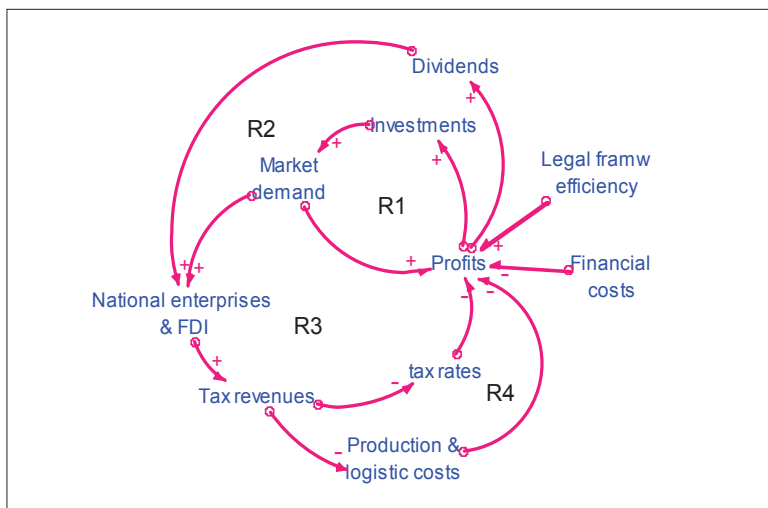 Dividends
+
R2
Investments
+
+
Market
demand
Legal framw
efficiency
R1
+
+
Profits
-
Financial
costs
+
+
-
-
National enterprises
& FDI
R3
+
tax rates
-
R4
Tax revenues
-
Production &
logistic costs